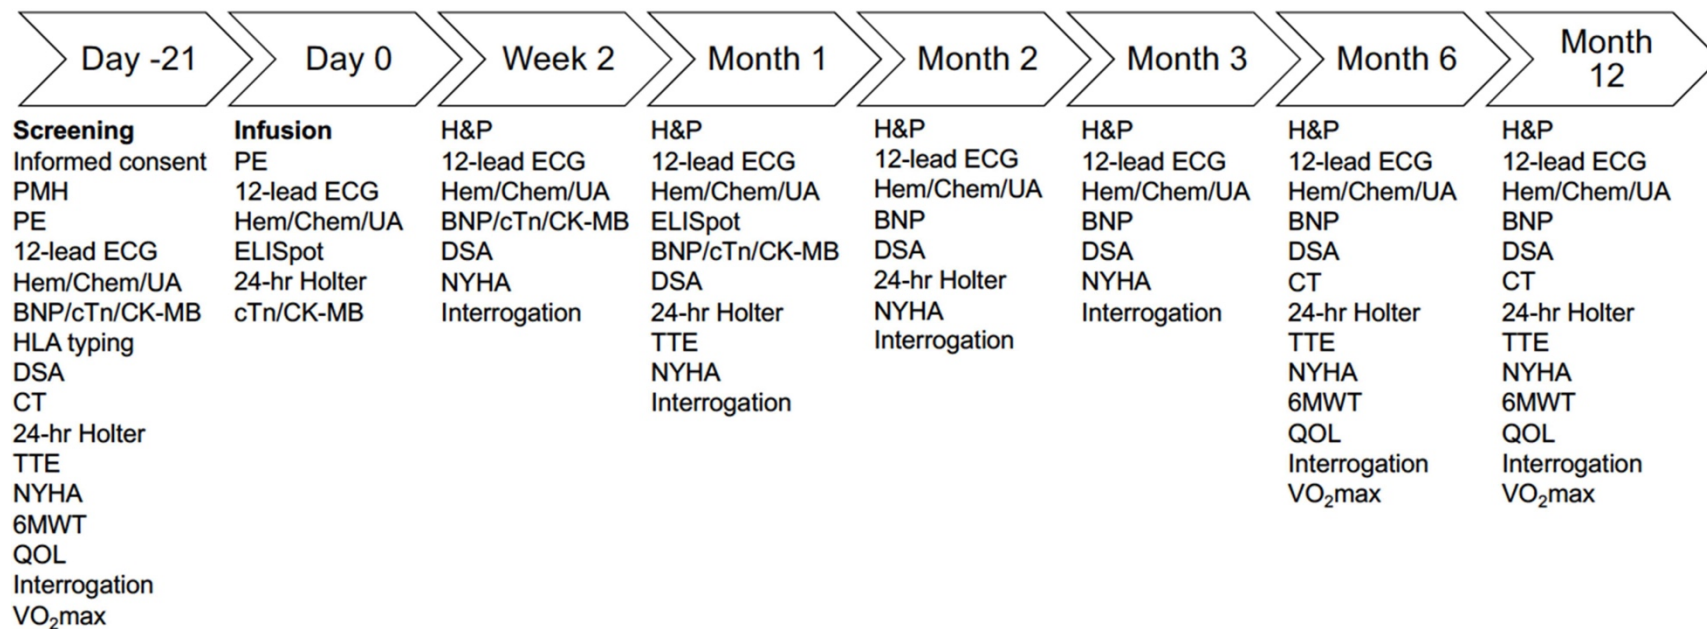 Day -21
Day 0
Week 2
Month 1
Month 2
Month 3
Month 6
Month
12
Screening
Informed consent
PMH
PE
12-lead ECG
Hem/Chem/UA
BNP/cTn/CK-MB
HLA typing
DSA
CT
24-hr Holter
TTE
NYHA
6MWT
QOL
Interrogation
VO₂max
Infusion
PE
12-lead ECG
Hem/Chem/UA
ELISpot
24-hr Holter
cTn/CK-MB
H&P
12-lead ECG
Hem/Chem/UA
BNP/cTn/CK-MB
DSA
NYHA
Interrogation
H&P
12-lead ECG
Hem/Chem/UA
ELISpot
BNP/cTn/CK-MB
DSA
24-hr Holter
TTE
NYHA
Interrogation
H&P
12-lead ECG
Hem/Chem/UA
BNP
DSA
24-hr Holter
NYHA
Interrogation
H&P
12-lead ECG
Hem/Chem/UA
BNP
DSA
NYHA
Interrogation
H&P
12-lead ECG
Hem/Chem/UA
BNP
DSA
CT
24-hr Holter
TTE
NYHA
6MWT
QOL
Interrogation
VO₂max
H&P
12-lead ECG
Hem/Chem/UA
BNP
DSA
CT
24-hr Holter
TTE
NYHA
6MWT
QOL
Interrogation
VO₂max